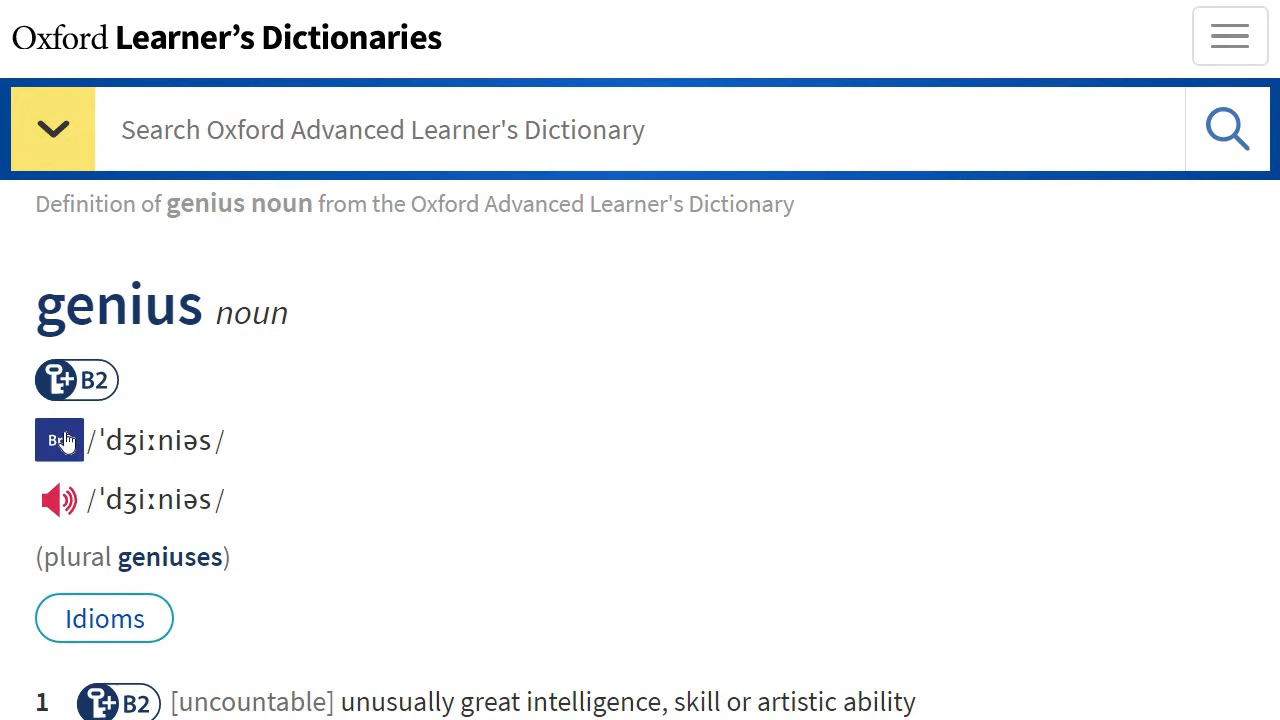 Oxford Learner's Dictionaries
Search Oxford Advanced Learner's Dictionary
Definition of genius noun from the Oxford Advanced Learner's Dictionary
genius noun
B2
/ˈdʒiːniəs/
/ˈdʒiːniəs/
(plural geniuses)
Idioms
1 B2 [uncountable] unusually great intelligence, skill or artistic ability